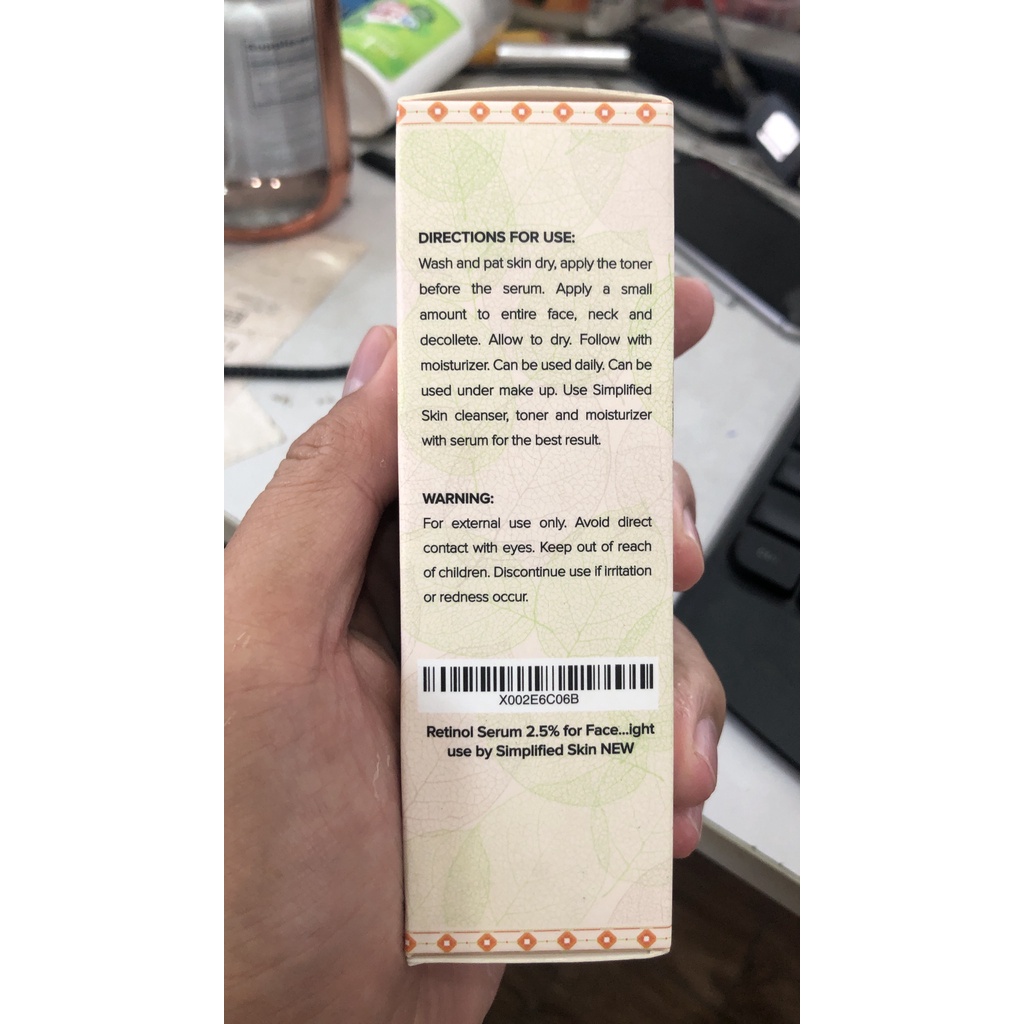 DIRECTIONS FOR USE:
Wash and pat skin dry, apply the toner
before the serum. Apply a small
amount to entire face, neck and
decollete. Allow to dry. Follow with
moisturizer. Can be used daily. Can be
used under make up. Use Simplified
Skin cleanser, toner and moisturizer
with serum for the best result.
WARNING:
For external use only. Avoid direct
contact with eyes. Keep out of reach
of children. Discontinue use if irritation
or redness occur.
X002E6C06B
Retinol Serum 2.5% for Face...ight
use by Simplified Skin NEW